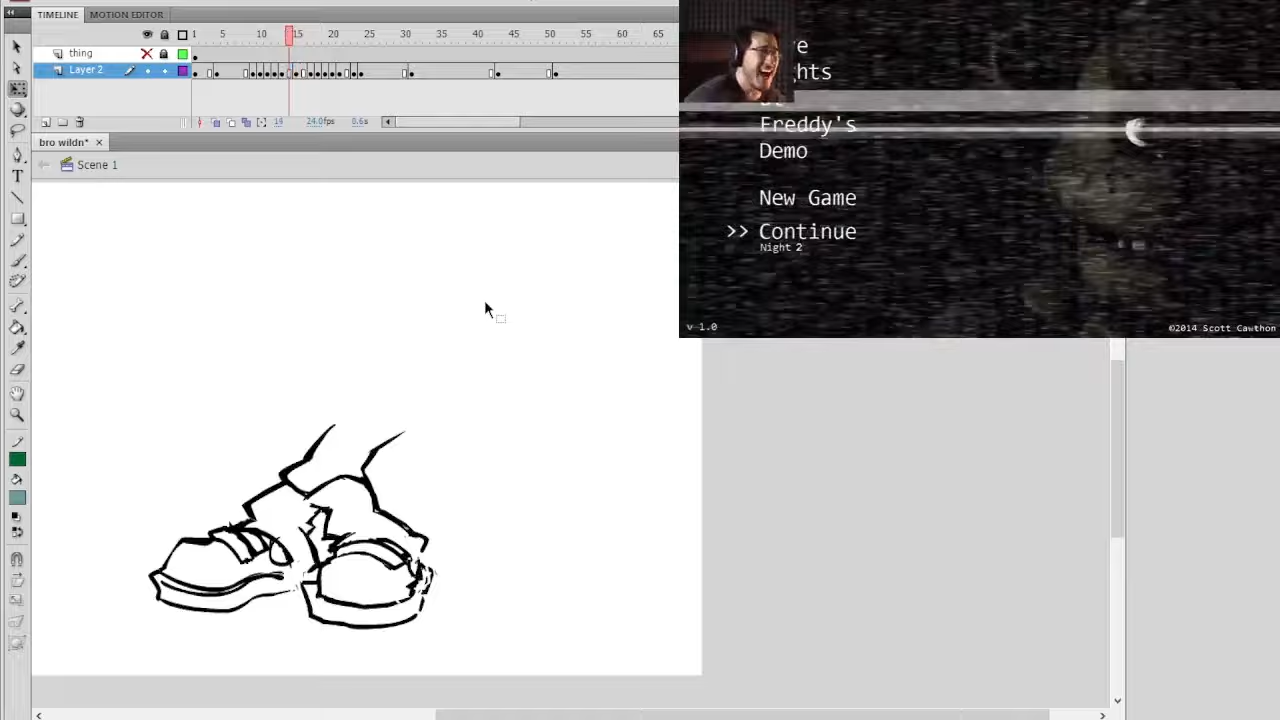 TIMELINE MOTION EDITOR
1 5 10 15 20 25 30 35 40 45 50 55 60 65
thing
Layer 2
14 24.0fps 0.6s
bro wildn*
Scene 1
T
ghts
Freddy's
Demo
New Game
>> Continue
Night 2
v 1.0
©2014 Scott Cawthon